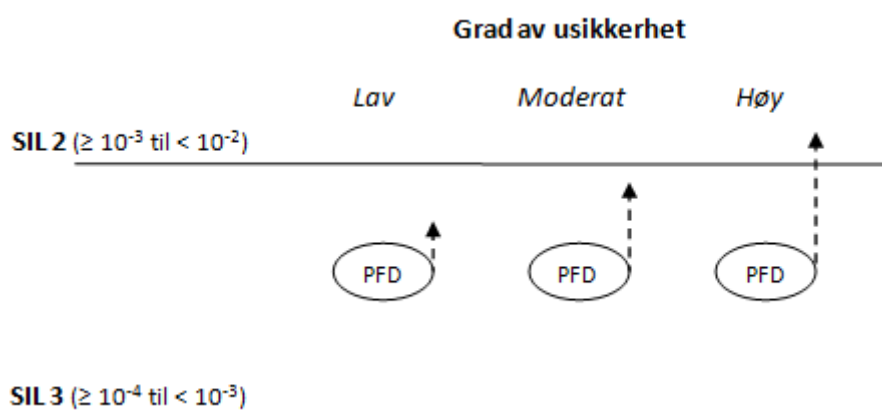 Grad av usikkerhet
Lav Moderat Høy
SIL 2 (≥ 10⁻³ til < 10⁻²)
PFD PFD PFD
SIL 3 (≥ 10⁻⁴ til < 10⁻³)